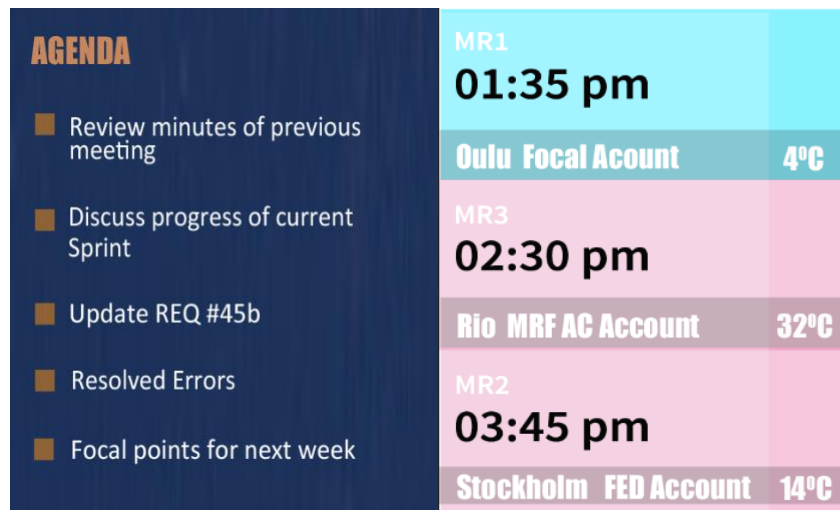 AGENDA
Review minutes of previous
meeting
Discuss progress of current
Sprint
Update REQ #45b
Resolved Errors
Focal points for next week
MR1
01:35 pm
Oulu Focal Acount 4ºC
MR3
02:30 pm
Rio MRF AC Account 32ºC
MR2
03:45 pm
Stockholm FED Account 14ºC